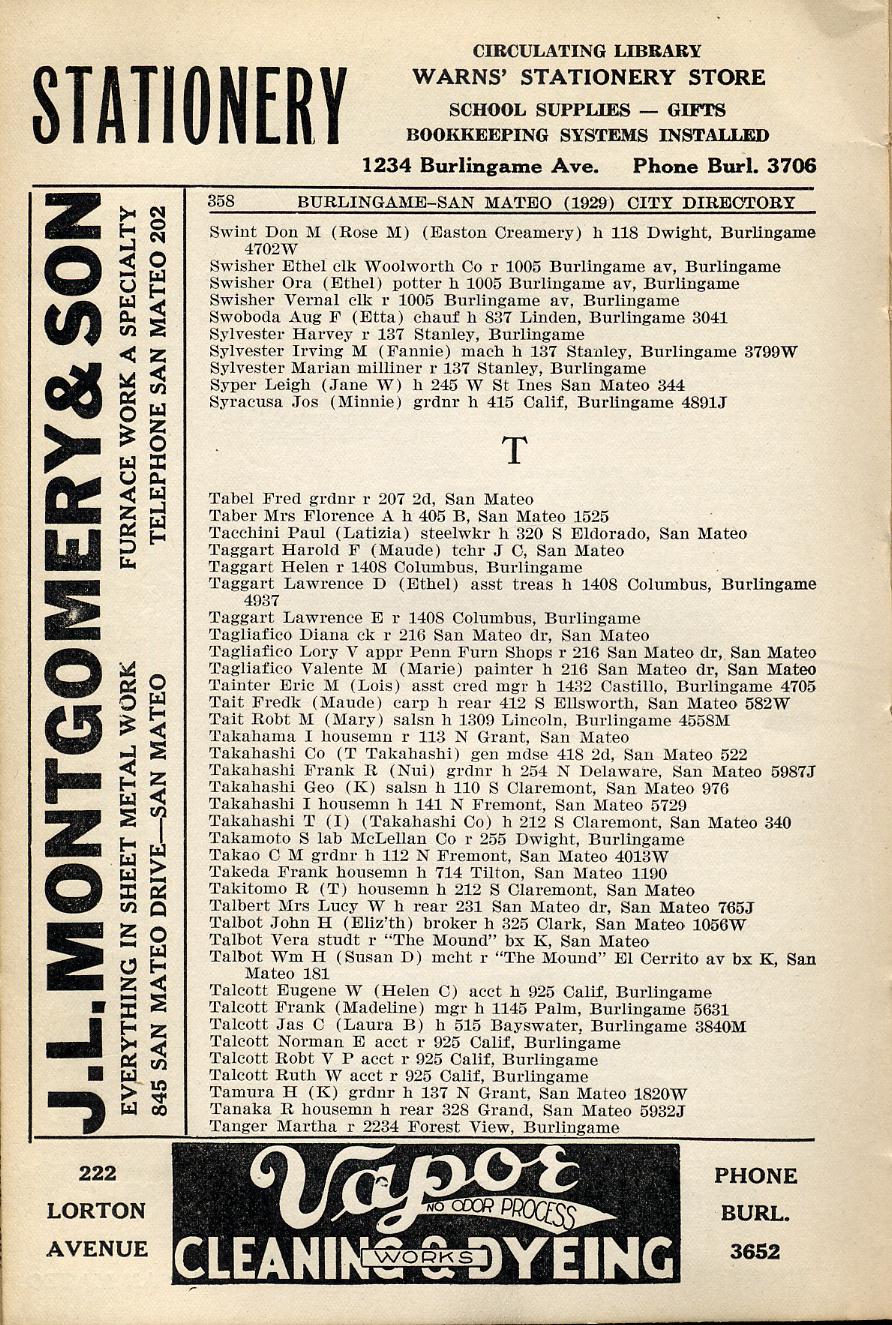 STATIONERY
CIRCULATING LIBRARY
WARNS' STATIONERY STORE
SCHOOL SUPPLIES — GIFTS
BOOKKEEPING SYSTEMS INSTALLED
1234 Burlingame Ave. Phone Burl. 3706
J. L. MONTGOMERY & SON
EVERYTHING IN SHEET METAL WORK FURNACE WORK A SPECIALTY
845 SAN MATEO DRIVE—SAN MATEO TELEPHONE SAN MATEO 202
358 BURLINGAME–SAN MATEO (1929) CITY DIRECTORY
Swint Don M (Rose M) (Easton Creamery) h 118 Dwight, Burlingame
4702W
Swisher Ethel clk Woolworth Co r 1005 Burlingame av, Burlingame
Swisher Ora (Ethel) potter h 1005 Burlingame av, Burlingame
Swisher Vernal clk r 1005 Burlingame av, Burlingame
Swoboda Aug F (Etta) chauf h 837 Linden, Burlingame 3041
Sylvester Harvey r 137 Stanley, Burlingame
Sylvester Irving M (Fannie) mach h 137 Stanley, Burlingame 3799W
Sylvester Marian milliner r 137 Stanley, Burlingame
Syper Leigh (Jane W) h 245 W St Ines San Mateo 344
Syracusa Jos (Minnie) grdnr h 415 Calif, Burlingame 4891J
T
Tabel Fred grdnr r 207 2d, San Mateo
Taber Mrs Florence A h 405 B, San Mateo 1525
Tacchini Paul (Latizia) steelwkr h 320 S Eldorado, San Mateo
Taggart Harold F (Maude) tchr J C, San Mateo
Taggart Helen r 1408 Columbus, Burlingame
Taggart Lawrence D (Ethel) asst treas h 1408 Columbus, Burlingame
4937
Taggart Lawrence E r 1408 Columbus, Burlingame
Tagliafico Diana ck r 216 San Mateo dr, San Mateo
Tagliafico Lory V appr Penn Furn Shops r 216 San Mateo dr, San Mateo
Tagliafico Valente M (Marie) painter h 216 San Mateo dr, San Mateo
Tainter Eric M (Lois) asst cred mgr h 1432 Castillo, Burlingame 4705
Tait Fredk (Maude) carp h rear 412 S Ellsworth, San Mateo 582W
Tait Robt M (Mary) salsn h 1309 Lincoln, Burlingame 4558M
Takahama I housemn r 113 N Grant, San Mateo
Takahashi Co (T Takahashi) gen mdse 418 2d, San Mateo 522
Takahashi Frank R (Nui) grdnr h 254 N Delaware, San Mateo 5987J
Takahashi Geo (K) salsn h 110 S Claremont, San Mateo 976
Takahashi I housemn h 141 N Fremont, San Mateo 5729
Takahashi T (I) (Takahashi Co) h 212 S Claremont, San Mateo 340
Takamoto S lab McLellan Co r 255 Dwight, Burlingame
Takao C M grdnr h 112 N Fremont, San Mateo 4013W
Takeda Frank housemn h 714 Tilton, San Mateo 1190
Takitomo R (T) housemn h 212 S Claremont, San Mateo
Talbert Mrs Lucy W h rear 231 San Mateo dr, San Mateo 765J
Talbot John H (Eliz'th) broker h 325 Clark, San Mateo 1056W
Talbot Vera studt r "The Mound" bx K, San Mateo
Talbot Wm H (Susan D) mcht r "The Mound" El Cerrito av bx K, San
Mateo 181
Talcott Eugene W (Helen C) acct h 925 Calif, Burlingame
Talcott Frank (Madeline) mgr h 1145 Palm, Burlingame 5631
Talcott Jas C (Laura B) h 515 Bayswater, Burlingame 3840M
Talcott Norman E acct r 925 Calif, Burlingame
Talcott Robt V P acct r 925 Calif, Burlingame
Talcott Ruth W acct r 925 Calif, Burlingame
Tamura H (K) grdnr h 137 N Grant, San Mateo 1820W
Tanaka R housemn h rear 328 Grand, San Mateo 5932J
Tanger Martha r 2234 Forest View, Burlingame
222
LORTON
AVENUE
Vapor
NO ODOR PROCESS
CLEANING & DYEING
WORKS
PHONE
BURL.
3652